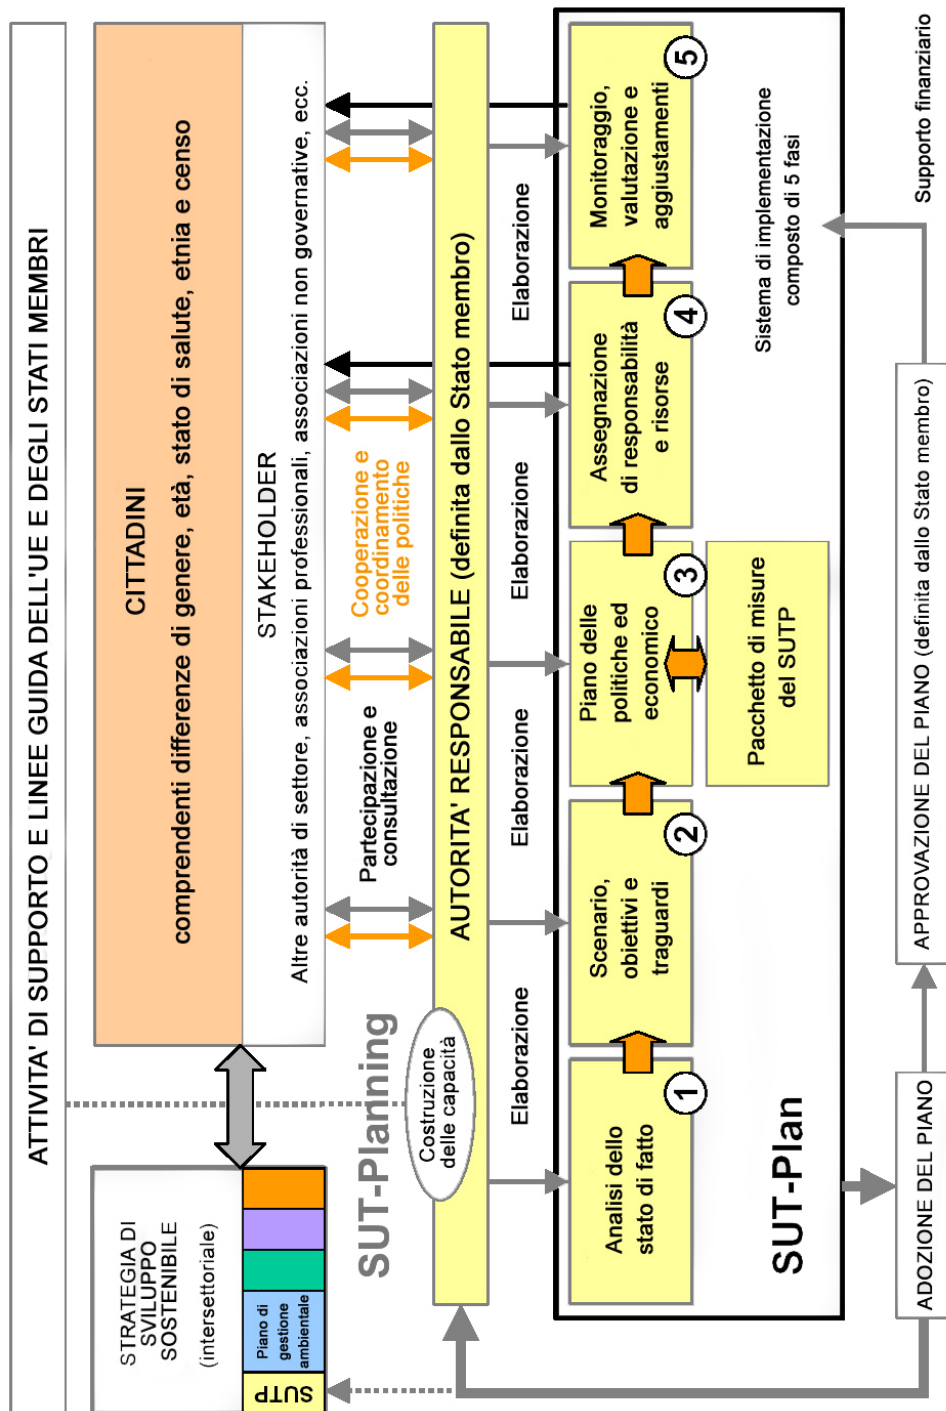 ATTIVITA' DI SUPPORTO E LINEE GUIDA DELL'UE E DEGLI STATI MEMBRI
STRATEGIA DI
SVILUPPO
SOSTENIBILE
(intersettoriale)
SUTP
Piano di
gestione
ambientale
CITTADINI
comprendenti differenze di genere, età, stato di salute, etnia e censo
STAKEHOLDER
Altre autorità di settore, associazioni professionali, associazioni non governative, ecc.
SUT-Planning
Partecipazione e
consultazione
Cooperazione e
coordinamento
delle politiche
Costruzione
delle capacità
AUTORITA' RESPONSABILE (definita dallo Stato membro)
Elaborazione
Elaborazione
Elaborazione
Elaborazione
Analisi dello
stato di fatto
1
Scenario,
obiettivi e
traguardi
2
Piano delle
politiche ed
economico
3
Assegnazione
di responsabilità
e risorse
4
Monitoraggio,
valutazione e
aggiustamenti
5
Pacchetto di misure
del SUTP
SUT-Plan
Sistema di implementazione
composto di 5 fasi
ADOZIONE DEL PIANO
APPROVAZIONE DEL PIANO (definita dallo Stato membro)
Supporto finanziario